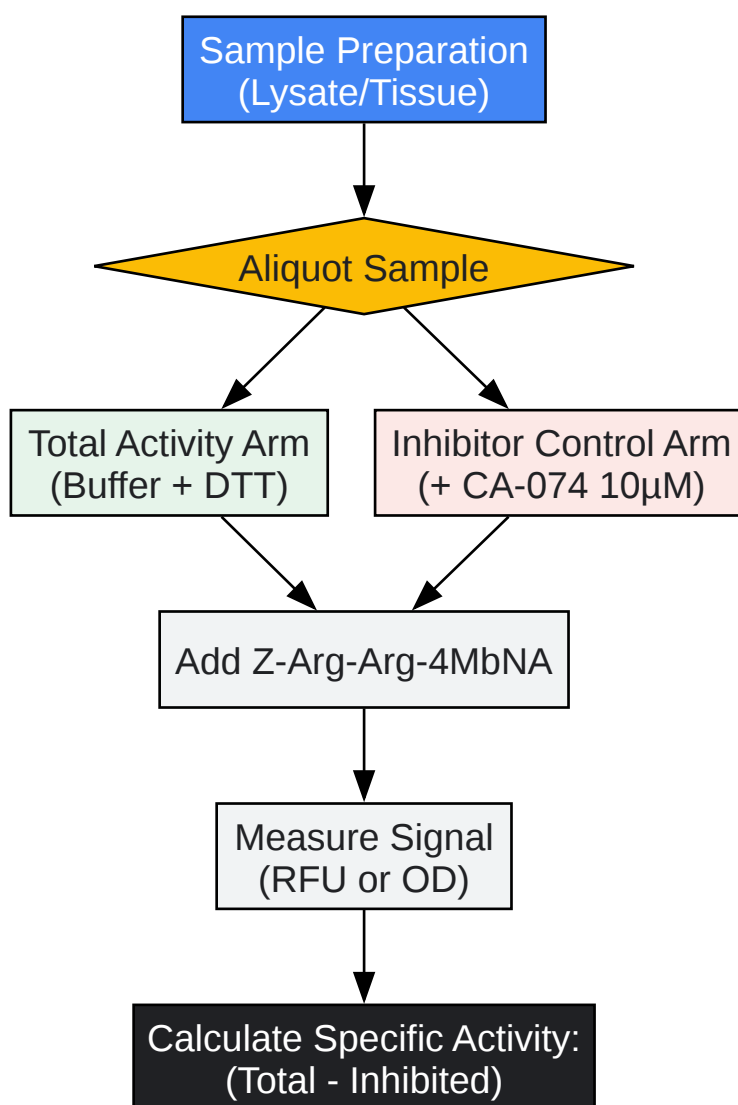 Sample Preparation
(Lysate/Tissue)
Aliquot Sample
Total Activity Arm
(Buffer + DTT)
Inhibitor Control Arm
(+ CA-074 10µM)
Add Z-Arg-Arg-4MbNA
Measure Signal
(RFU or OD)
Calculate Specific Activity:
(Total - Inhibited)